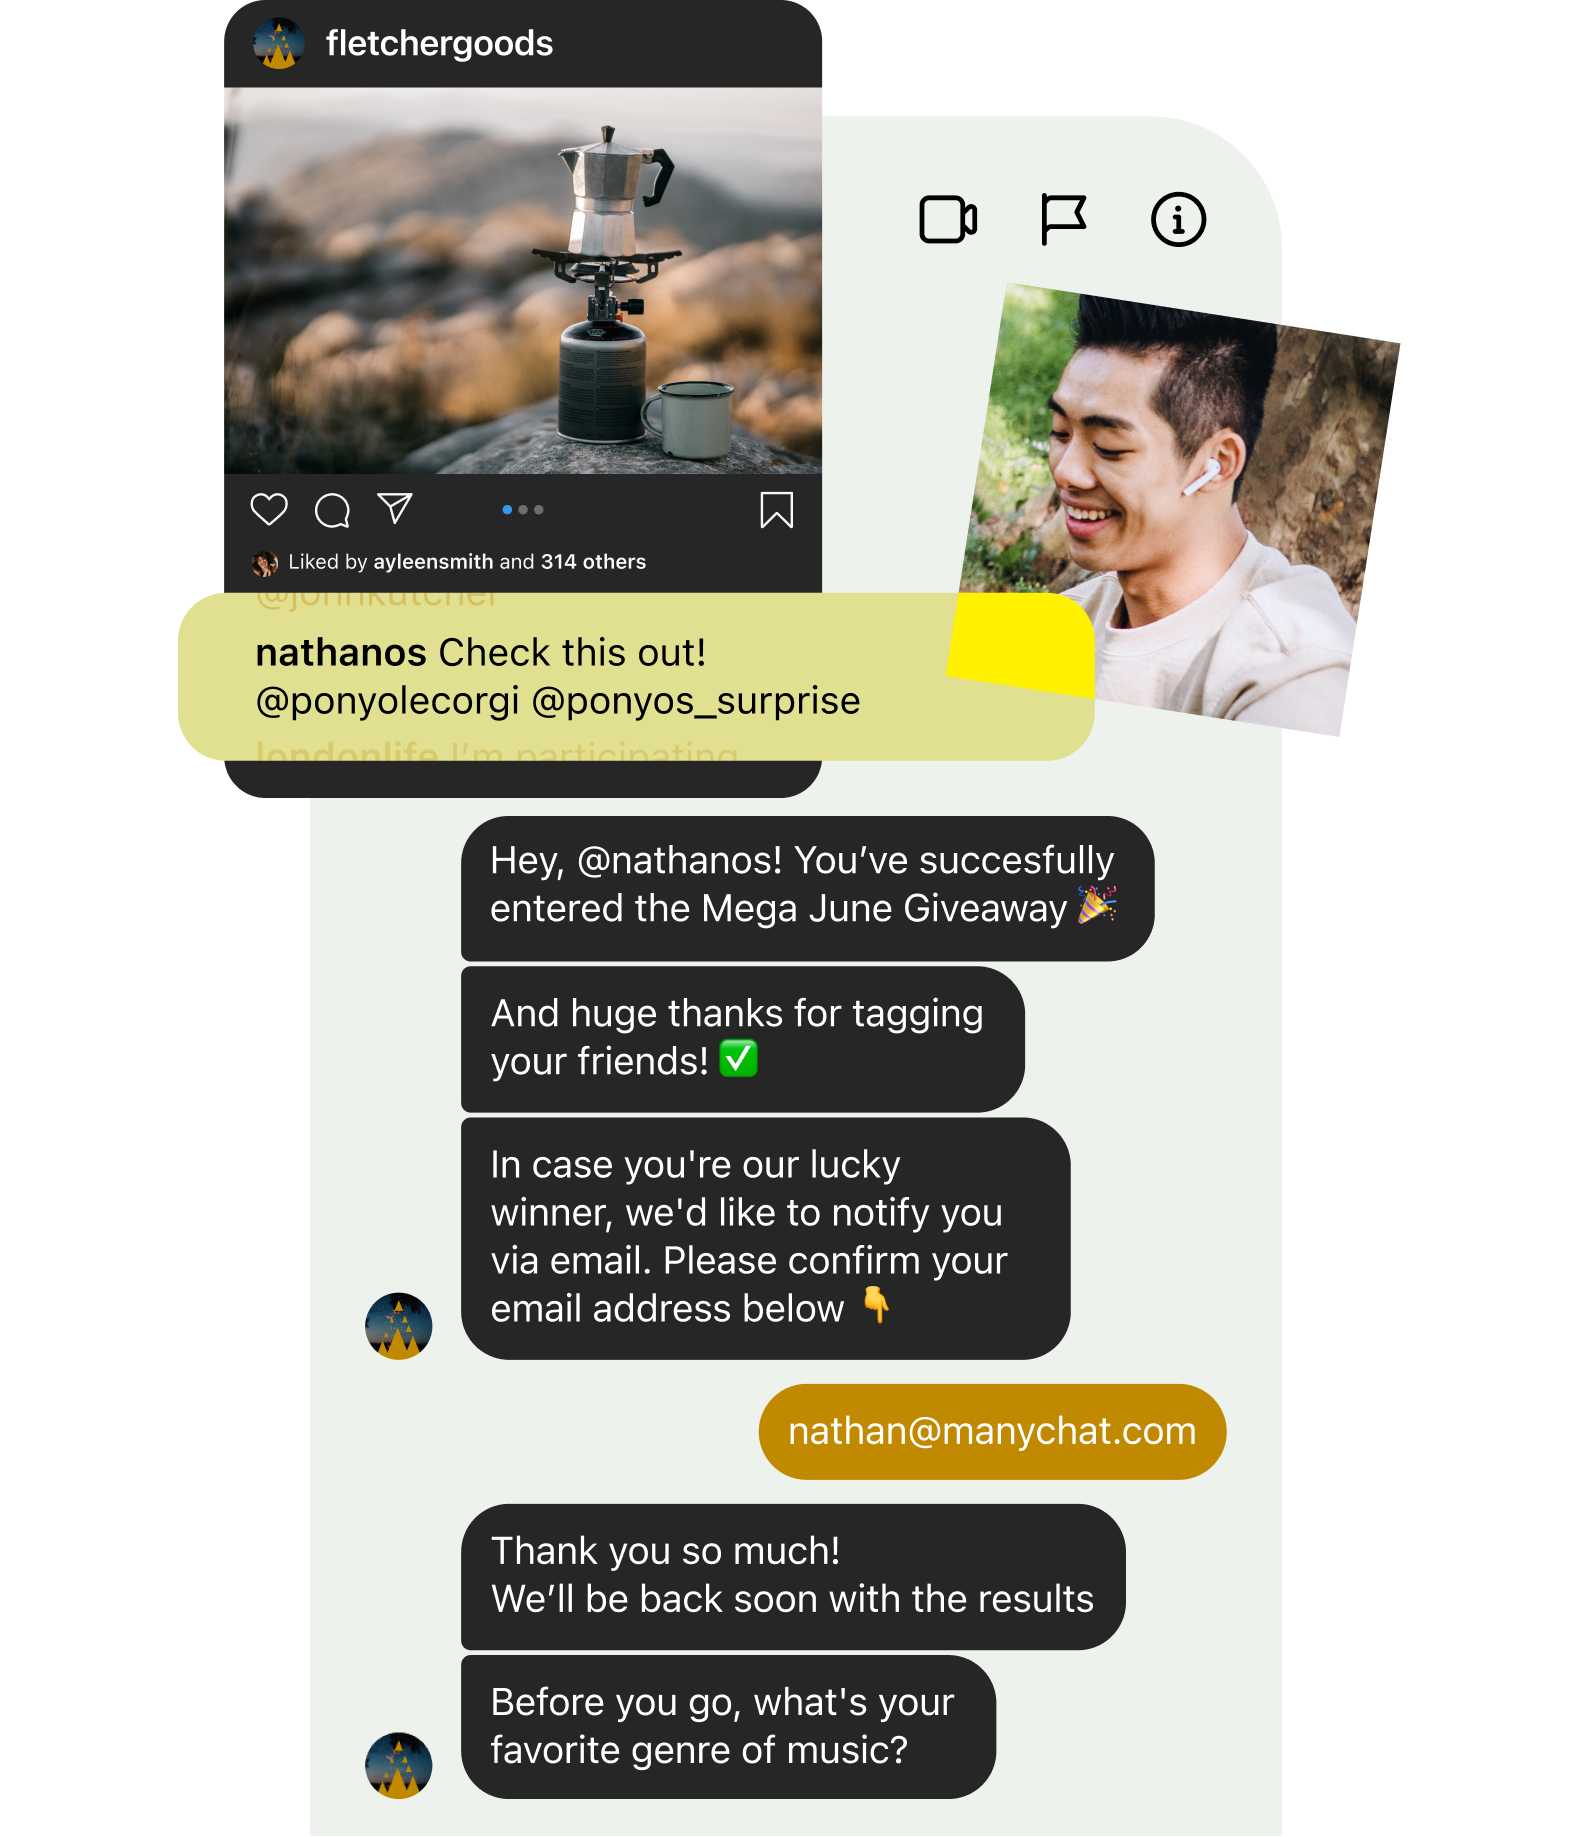 fletchergoods
Liked by ayleensmith and 314 others
@johnkutcher
nathanos Check this out!
@ponyolecorgi @ponyos_surprise
londonlife I’m participating
Hey, @nathanos! You’ve succesfully
entered the Mega June Giveaway 🎉
And huge thanks for tagging
your friends! ✅
In case you're our lucky
winner, we'd like to notify you
via email. Please confirm your
email address below 👇
nathan@manychat.com
Thank you so much!
We’ll be back soon with the results
Before you go, what's your
favorite genre of music?